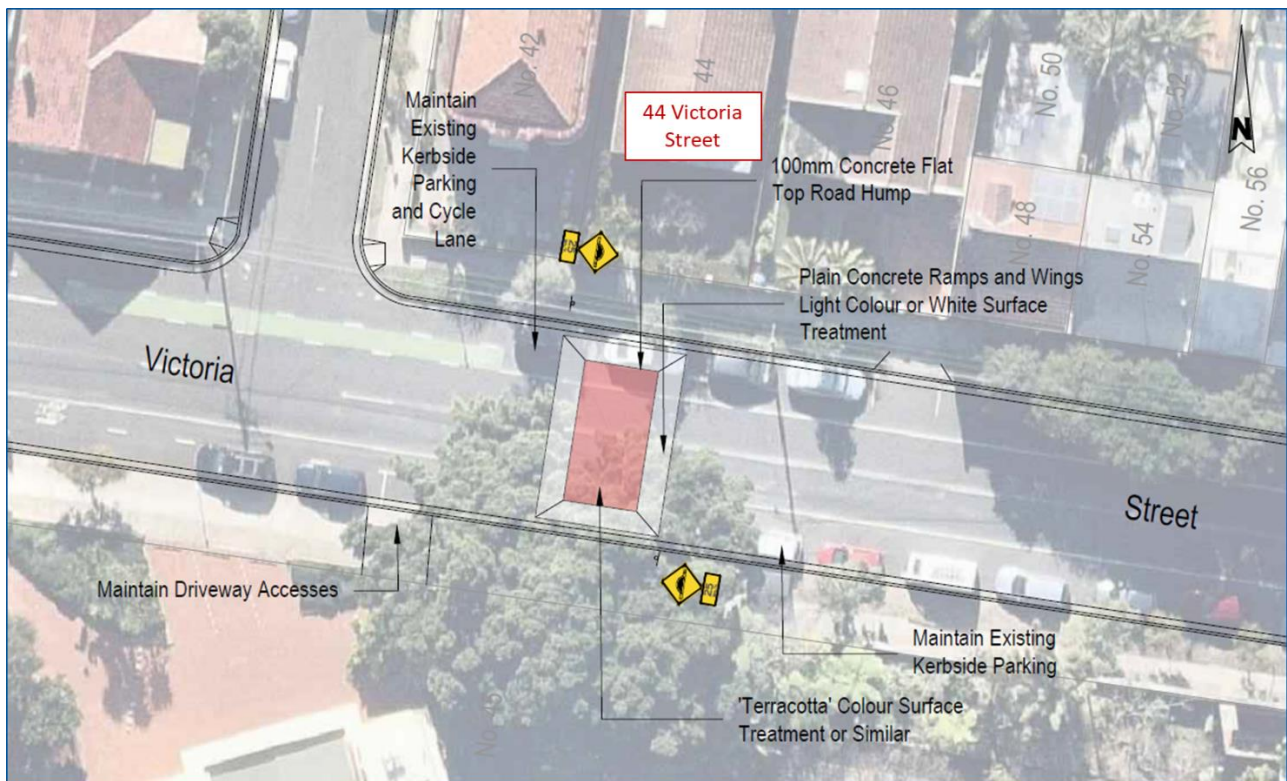 No. 42
44
46
No. 50
No. 52
No. 56
No. 48
No. 54
Maintain
Existing
Kerbside
Parking
and Cycle
Lane
44 Victoria
Street
N
100mm Concrete Flat
Top Road Hump
Plain Concrete Ramps and Wings
Light Colour or White Surface
Treatment
Victoria
Street
Maintain Driveway Accesses
Maintain Existing
Kerbside Parking
'Terracotta' Colour Surface
Treatment or Similar